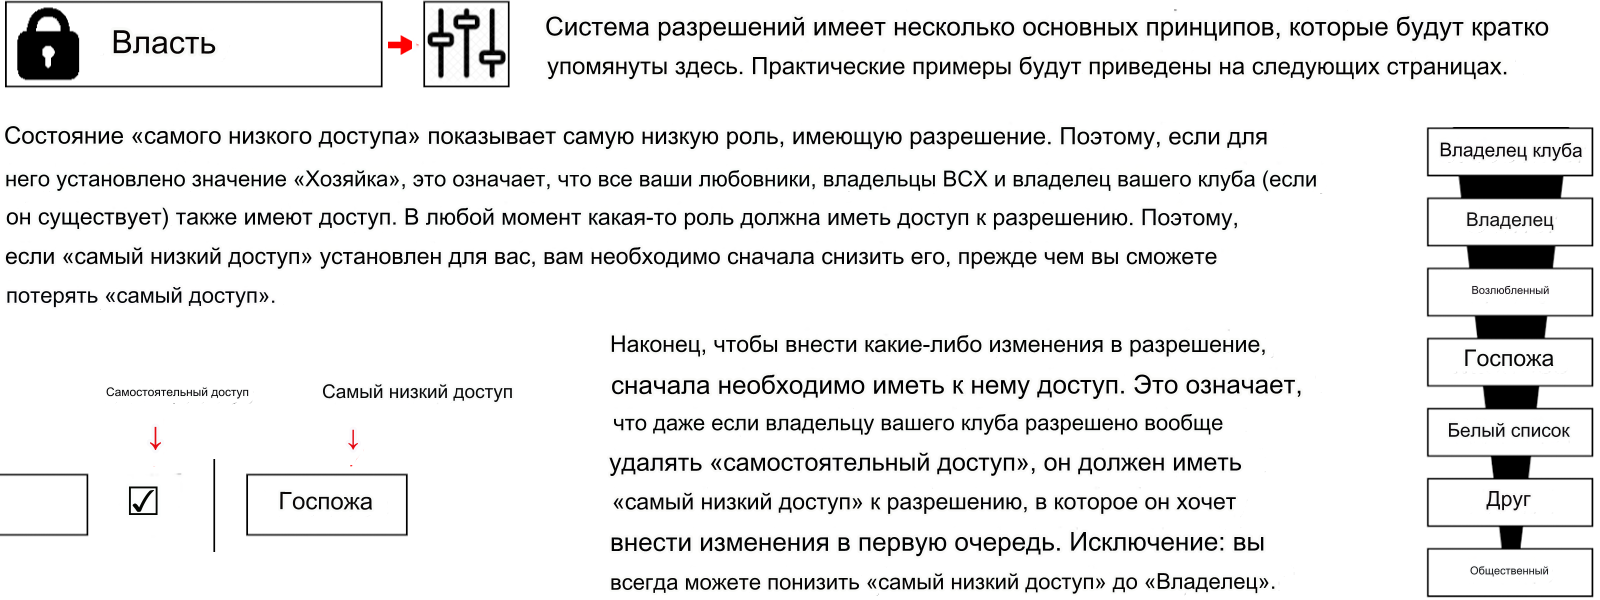 Власть
Система разрешений имеет несколько основных принципов, которые будут кратко
упомянуты здесь. Практические примеры будут приведены на следующих страницах.
Состояние «самого низкого доступа» показывает самую низкую роль, имеющую разрешение. Поэтому, если для
него установлено значение «Хозяйка», это означает, что все ваши любовники, владельцы BCX и владелец вашего клуба (если
он существует) также имеют доступ. В любой момент какая-то роль должна иметь доступ к разрешению. Поэтому,
если «самый низкий доступ» установлен для вас, вам необходимо сначала снизить его, прежде чем вы сможете
потерять «самый доступ».
Самостоятельный доступ
Самый низкий доступ
Госпожа
Наконец, чтобы внести какие-либо изменения в разрешение,
сначала необходимо иметь к нему доступ. Это означает,
что даже если владельцу вашего клуба разрешено вообще
удалять «самостоятельный доступ», он должен иметь
«самый низкий доступ» к разрешению, в которое он хочет
внести изменения в первую очередь. Исключение: вы
всегда можете понизить «самый низкий доступ» до «Владелец».
Владелец клуба
Владелец
Возлюбленный
Госпожа
Белый список
Друг
Общественный